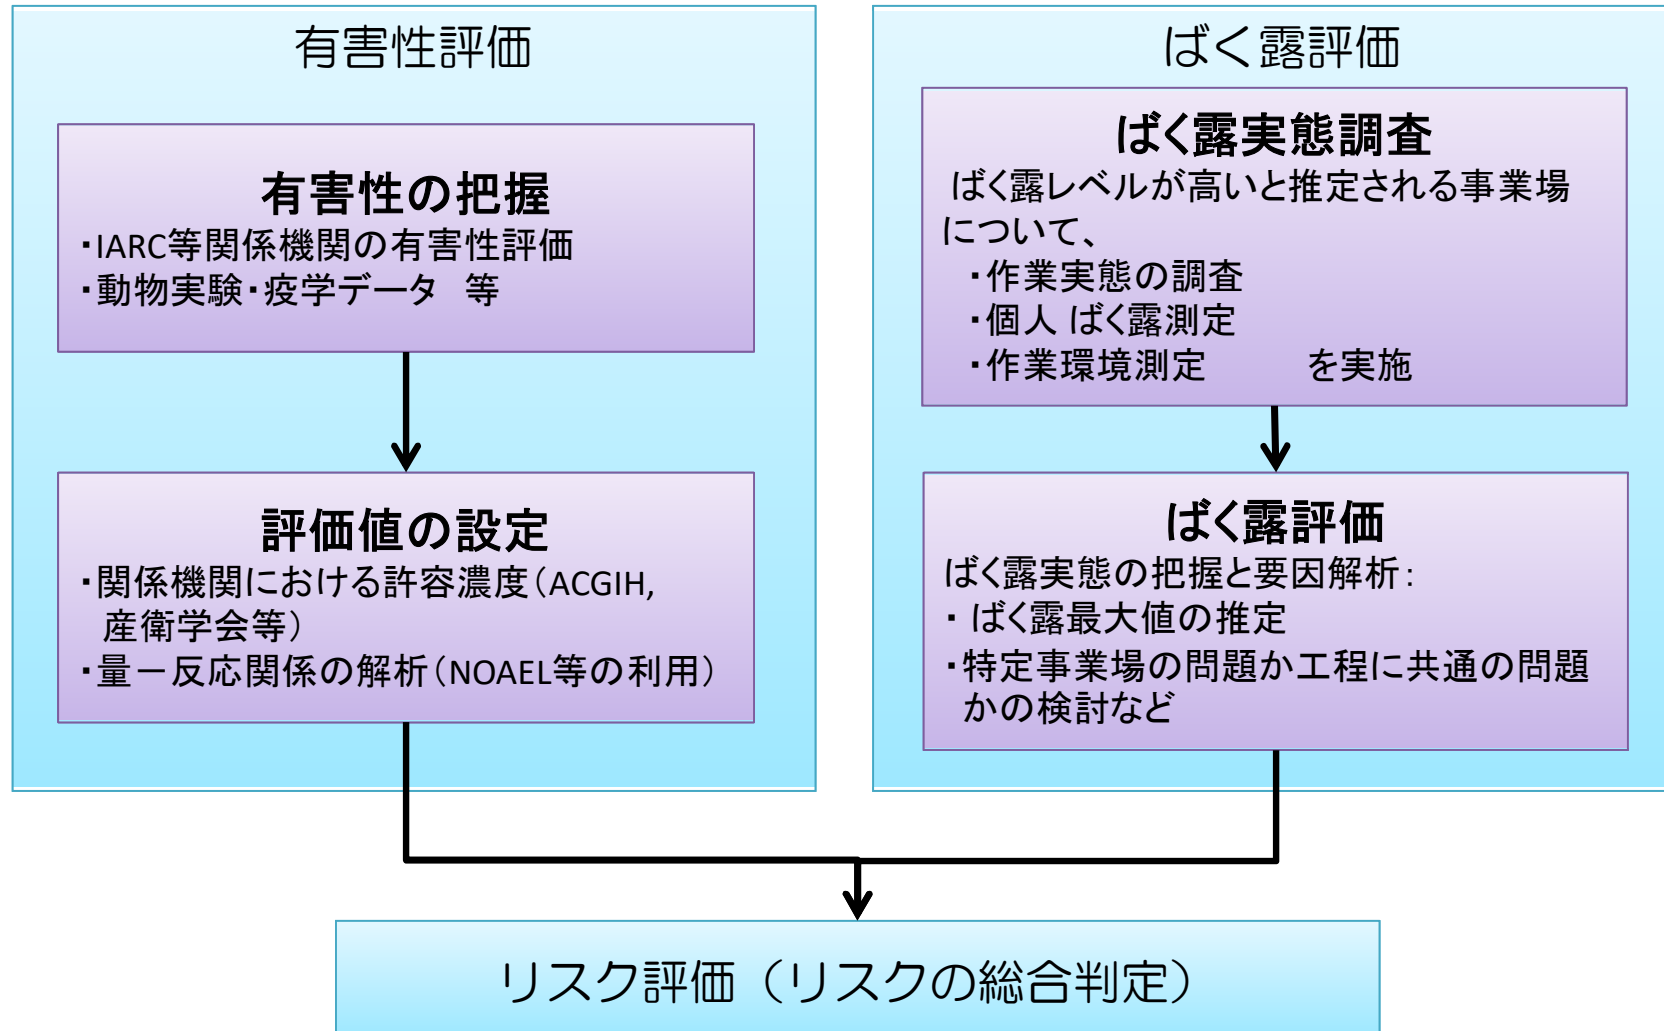 有害性評価
有害性の把握
・IARC等関係機関の有害性評価
・動物実験・疫学データ　等
評価値の設定
・関係機関における許容濃度（ACGIH,
産衛学会等）
・量－反応関係の解析（NOAEL等の利用）
ばく露評価
ばく露実態調査
ばく露レベルが高いと推定される事業場
について、
・作業実態の調査
・個人 ばく露測定
・作業環境測定　　　を実施
ばく露評価
ばく露実態の把握と要因解析：
・ ばく露最大値の推定
・特定事業場の問題か工程に共通の問題
かの検討など
リスク評価（リスクの総合判定）